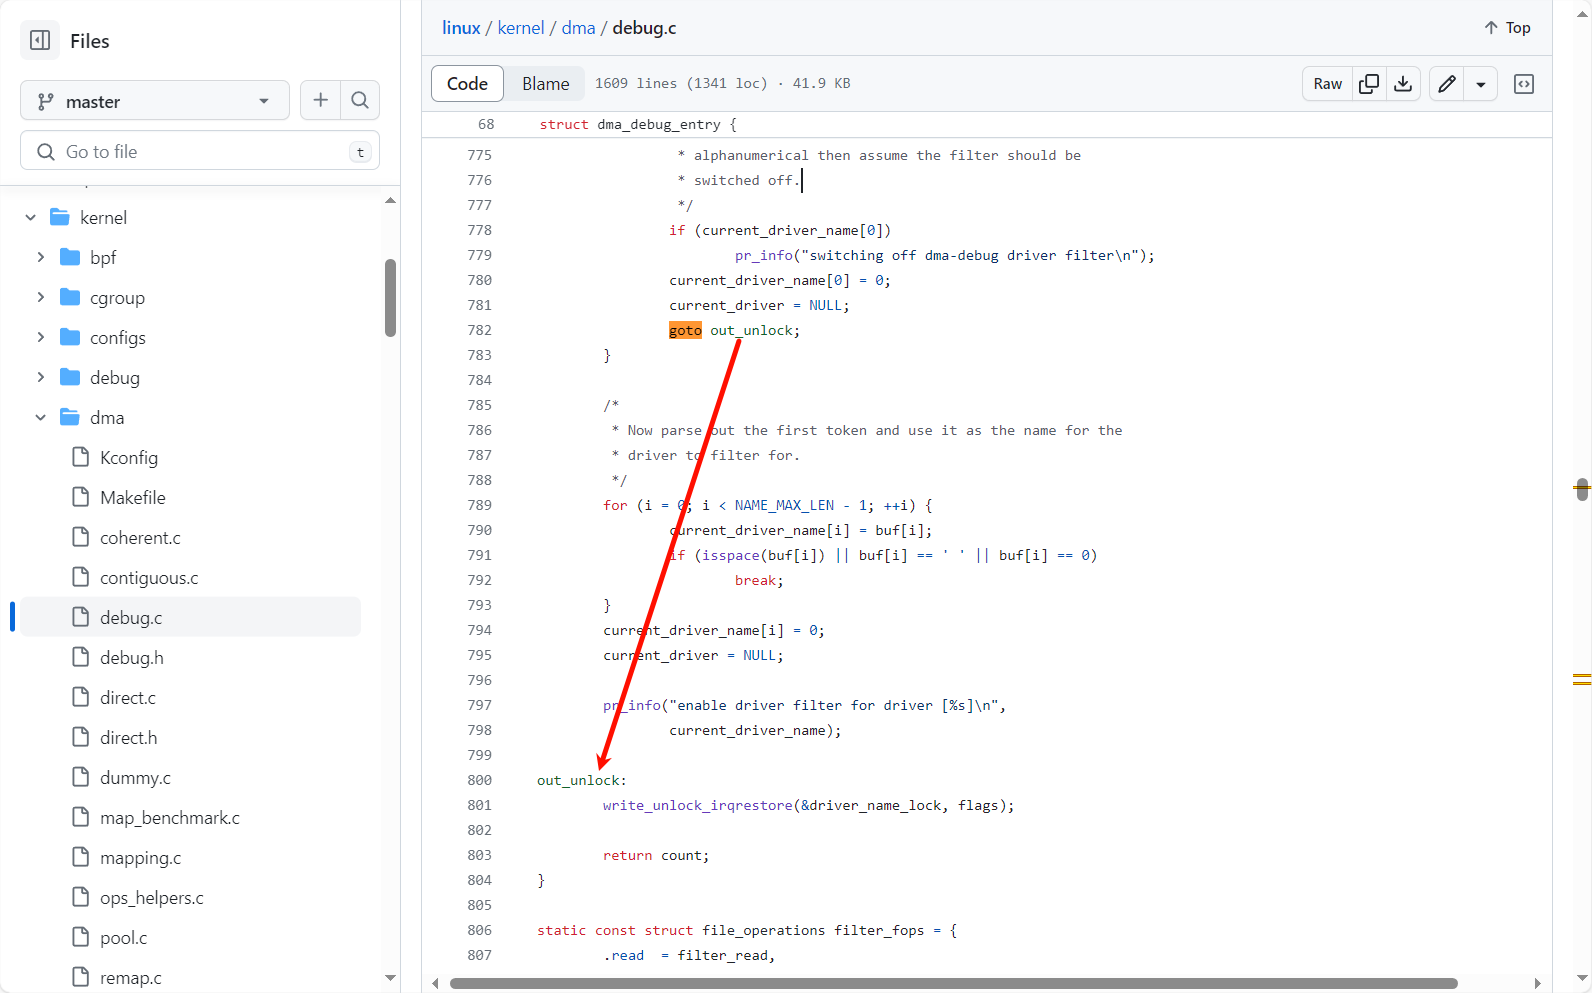 Files
master
Go to file
t
kernel
bpf
cgroup
configs
debug
dma
Kconfig
Makefile
coherent.c
contiguous.c
debug.c
debug.h
direct.c
direct.h
dummy.c
map_benchmark.c
mapping.c
ops_helpers.c
pool.c
remap.c
linux / kernel / dma / debug.c
Top
Code Blame 1609 lines (1341 loc) · 41.9 KB
Raw
68 struct dma_debug_entry {
775 * alphanumerical then assume the filter should be
776 * switched off.
777 */
778 if (current_driver_name[0])
779 pr_info("switching off dma-debug driver filter\n");
780 current_driver_name[0] = 0;
781 current_driver = NULL;
782 goto out_unlock;
783 }
784
785 /*
786 * Now parse out the first token and use it as the name for the
787 * driver to filter for.
788 */
789 for (i = 0; i < NAME_MAX_LEN - 1; ++i) {
790 current_driver_name[i] = buf[i];
791 if (isspace(buf[i]) || buf[i] == ' ' || buf[i] == 0)
792 break;
793 }
794 current_driver_name[i] = 0;
795 current_driver = NULL;
796
797 pr_info("enable driver filter for driver [%s]\n",
798 current_driver_name);
799
800 out_unlock:
801 write_unlock_irqrestore(&driver_name_lock, flags);
802
803 return count;
804 }
805
806 static const struct file_operations filter_fops = {
807 .read = filter_read,